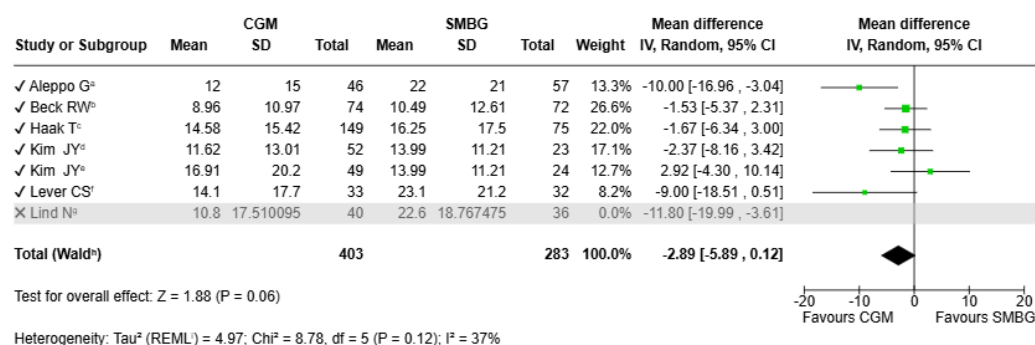 CGM SMBG Mean difference Mean difference
Study or Subgroup Mean SD Total Mean SD Total Weight IV, Random, 95% CI IV, Random, 95% CI
✓ Aleppo Gᵃ 12 15 46 22 21 57 13.3% -10.00 [-16.96 , -3.04]
✓ Beck RWᵇ 8.96 10.97 74 10.49 12.61 72 26.6% -1.53 [-5.37 , 2.31]
✓ Haak Tᶜ 14.58 15.42 149 16.25 17.5 75 22.0% -1.67 [-6.34 , 3.00]
✓ Kim JYᵈ 11.62 13.01 52 13.99 11.21 23 17.1% -2.37 [-8.16 , 3.42]
✓ Kim JYᵉ 16.91 20.2 49 13.99 11.21 24 12.7% 2.92 [-4.30 , 10.14]
✓ Lever CSᶠ 14.1 17.7 33 23.1 21.2 32 8.2% -9.00 [-18.51 , 0.51]
✕ Lind Nᵍ 10.8 17.510095 40 22.6 18.767475 36 0.0% -11.80 [-19.99 , -3.61]
Total (Waldʰ) 403 283 100.0% -2.89 [-5.89 , 0.12]
Test for overall effect: Z = 1.88 (P = 0.06)
-20 -10 0 10 20
Favours CGM Favours SMBG
Heterogeneity: Tau² (REMLⁱ) = 4.97; Chi² = 8.78, df = 5 (P = 0.12); I² = 37%